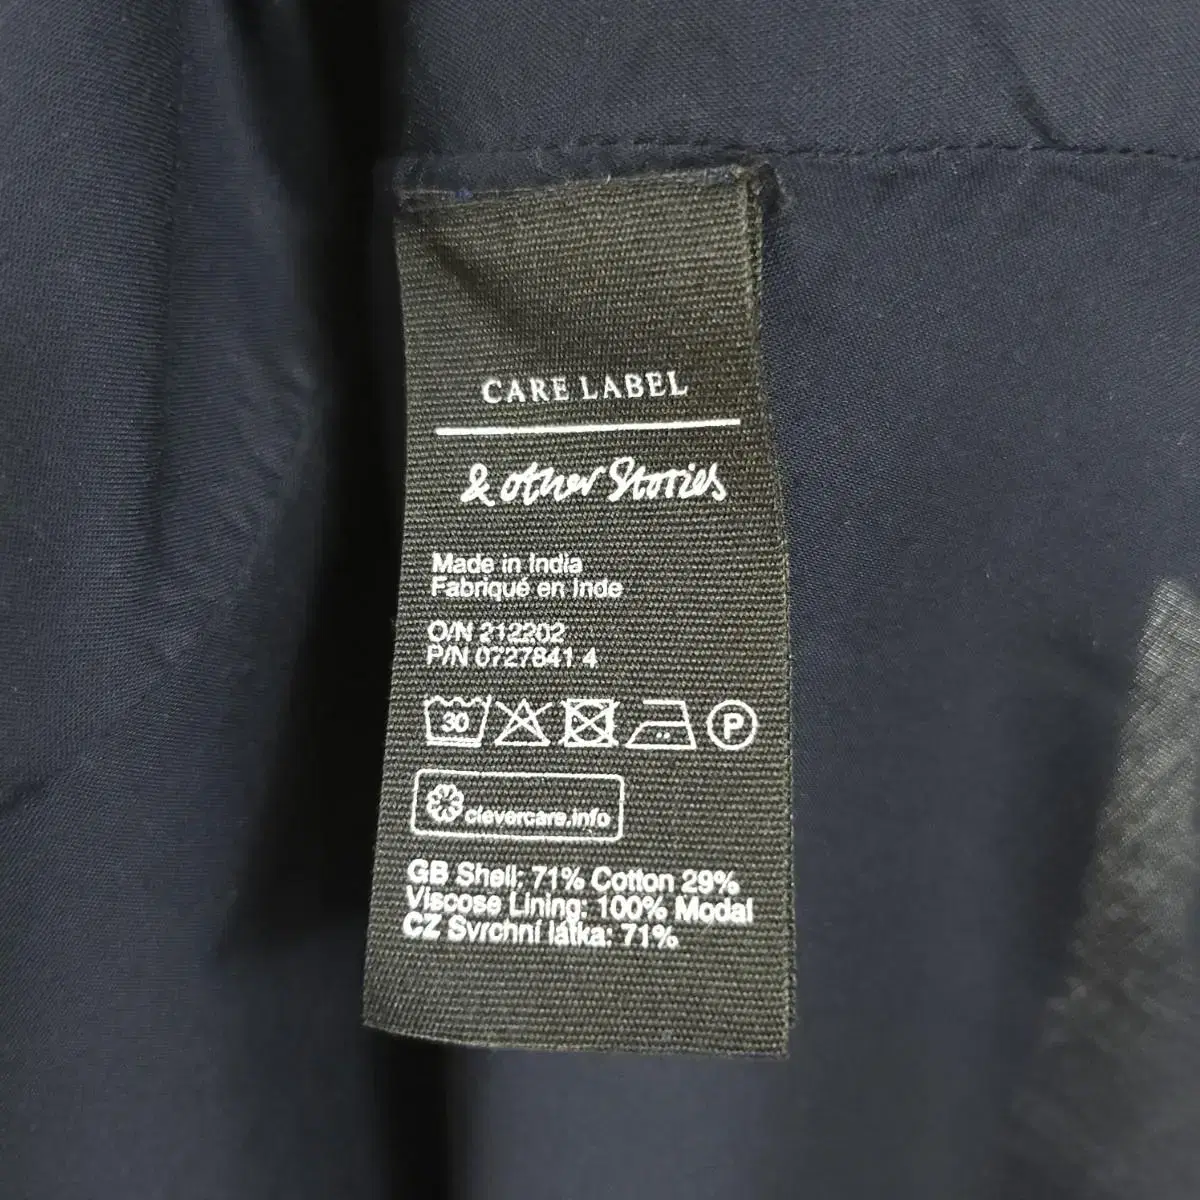 CARE LABEL
& other Stories
Made in India
Fabriqué en Inde
O/N 212202
P/N 0727841 4
30
P
clevercare.info
GB Shell: 71% Cotton 29%
Viscose Lining: 100% Modal
CZ Svrchní látka: 71%